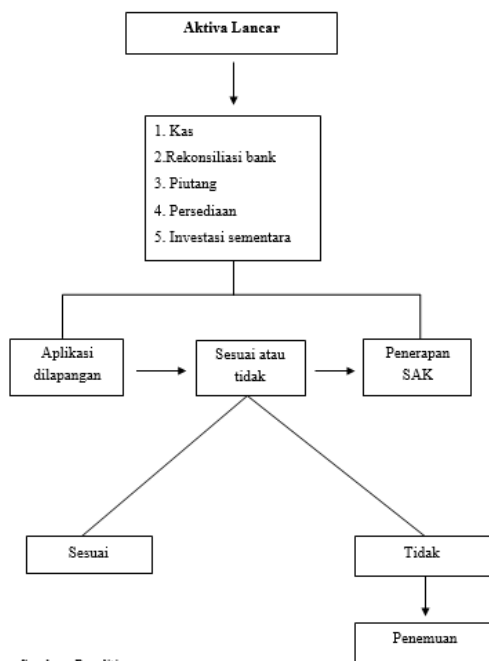 Aktiva Lancar
1. Kas
2.Rekonsiliasi bank
3. Piutang
4. Persediaan
5. Investasi sementara
Aplikasi
dilapangan
Sesuai atau
tidak
Penerapan
SAK
Sesuai
Tidak
Penemuan